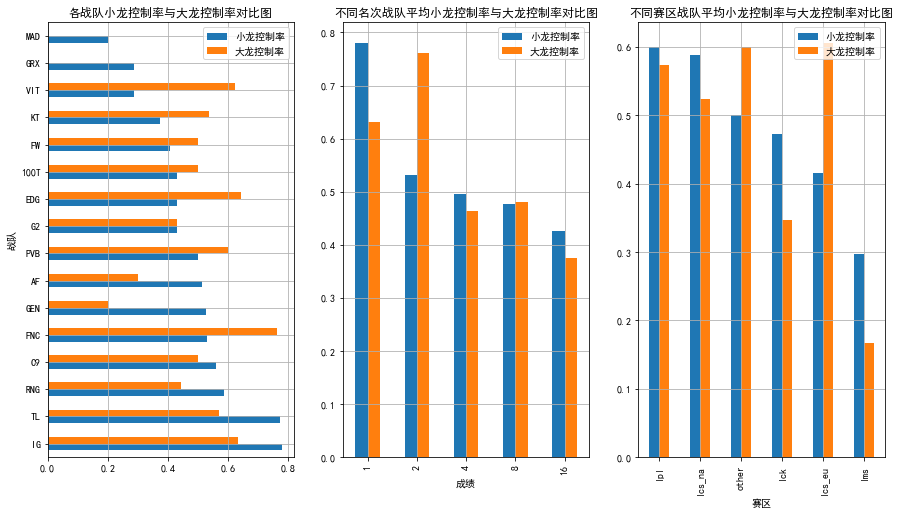 各战队小龙控制率与大龙控制率对比图
小龙控制率
大龙控制率
MAD
GRX
VIT
KT
FW
100T
EDG
G2
PVB
AF
GEN
FNC
C9
RNG
TL
IG
战队
0.0 0.2 0.4 0.6 0.8
不同名次战队平均小龙控制率与大龙控制率对比图
小龙控制率
大龙控制率
0.8
0.7
0.6
0.5
0.4
0.3
0.2
0.1
0.0
1 2 4 8 16
成绩
不同赛区战队平均小龙控制率与大龙控制率对比图
小龙控制率
大龙控制率
0.6
0.5
0.4
0.3
0.2
0.1
0.0
lpl lcs_na other lck lcs_eu lms
赛区